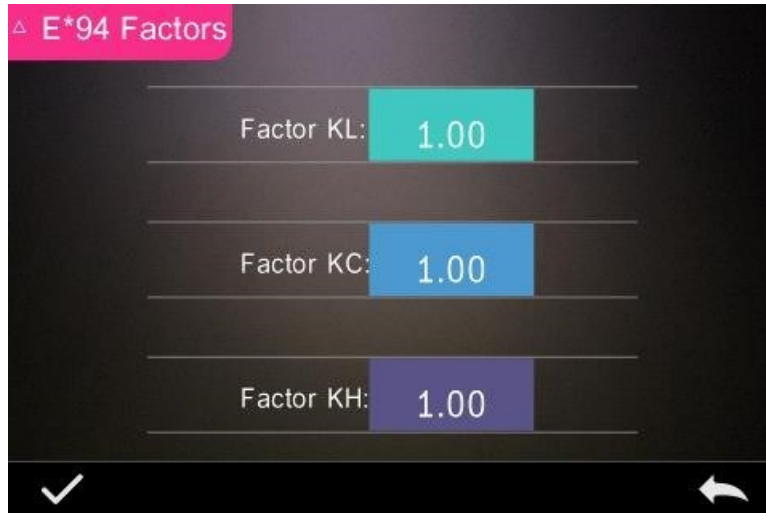 △ E*94 Factors
Factor KL: 1.00
Factor KC: 1.00
Factor KH: 1.00